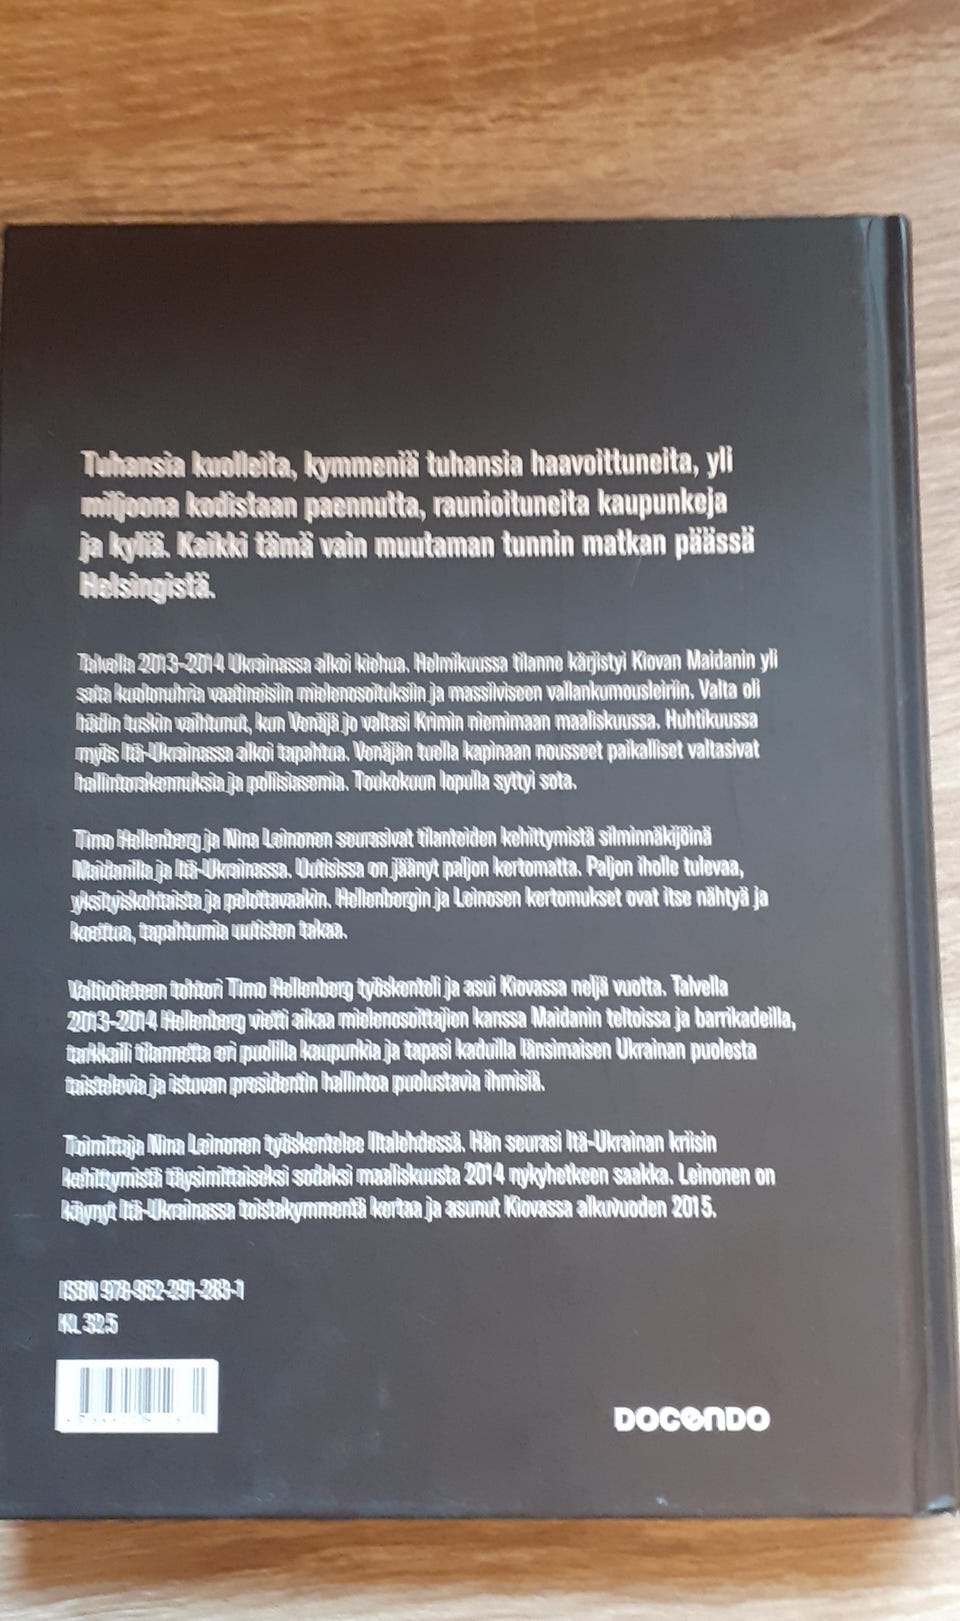 Tuhansia kuolleita, kymmeniä tuhansia haavoittuneita, yli
miljoona kodistaan paennutta, raunioituneita kaupunkeja
ja kyliä. Kaikki tämä vain muutaman tunnin matkan päässä
Helsingistä.
Talvella 2013–2014 Ukrainassa alkoi kiehua. Helmikuussa tilanne kärjistyi Kiovan Maidanin yli
sata kuolonuhria vaatineisiin mielenosoituksiin ja massiiviseen vallankumousleiriin. Valta oli
hädin tuskin vaihtunut, kun Venäjä jo valtasi Krimin niemimaan maaliskuussa. Huhtikuussa
myös Itä-Ukrainassa alkoi tapahtua. Venäjän tuella kapinaan nousseet paikalliset valtasivat
hallintorakennuksia ja poliisiasemia. Toukokuun lopulla syttyi sota.
Timo Hellenberg ja Nina Leinonen seurasivat tilanteiden kehittymistä silminnäkijöinä
Maidanilla ja Itä-Ukrainassa. Uutisissa on jäänyt paljon kertomatta. Paljon iholle tulevaa,
yksityiskohtaista ja pelottavaakin. Hellenbergin ja Leinosen kertomukset ovat itse nähtyä ja
koettua, tapahtumia uutisten takaa.
Valtiotieteen tohtori Timo Hellenberg työskenteli ja asui Kiovassa neljä vuotta. Talvella
2013–2014 Hellenberg vietti aikaa mielenosoittajien kanssa Maidanin teltoissa ja barrikadeilla,
tarkkaili tilannetta eri puolilla kaupunkia ja tapasi kaduilla länsimaisen Ukrainan puolesta
taistelevia ja istuvan presidentin hallintoa puolustavia ihmisiä.
Toimittaja Nina Leinonen työskentelee Iltalehdessä. Hän seurasi Itä-Ukrainan kriisin
kehittymistä täysimittaiseksi sodaksi maaliskuusta 2014 nykyhetkeen saakka. Leinonen on
käynyt Itä-Ukrainassa toistakymmentä kertaa ja asunut Kiovassa alkuvuoden 2015.
ISBN 978-952-291-283-1
KL 32.5
DOCENDO